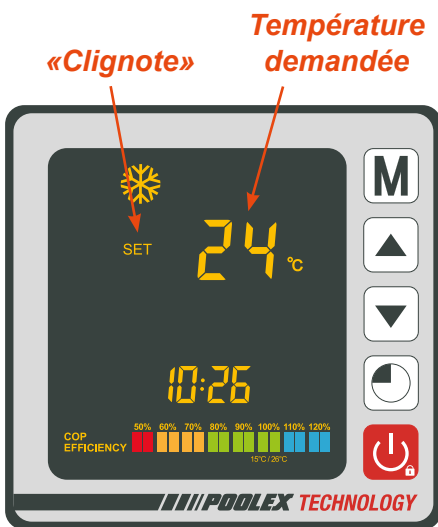 Température
«Clignote» demandée
M
SET 24 °C
10:26
50% 60% 70% 80% 90% 100% 110% 120%
COP
EFFICIENCY
15°C / 26°C
POOLEX TECHNOLOGY